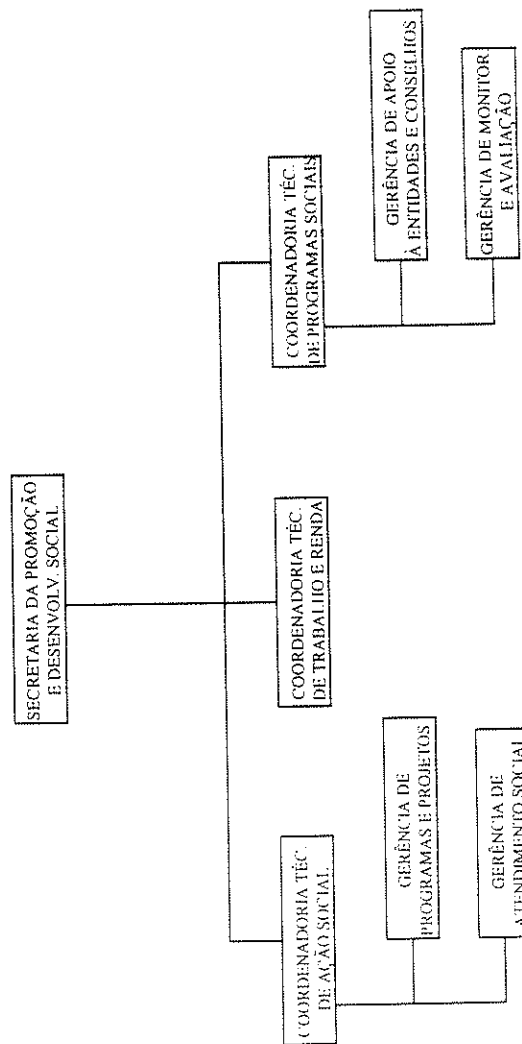 SECRETARIA DA PROMOÇÃO
E DESENVOLV. SOCIAL
COORDENADORIA TÉC.
DE AÇÃO SOCIAL
COORDENADORIA TÉC.
DE TRABALHO E RENDA
COORDENADORIA TÉC.
DE PROGRAMAS SOCIAIS
GERÊNCIA DE
PROGRAMAS E PROJETOS
GERÊNCIA DE
ATENDIMENTO SOCIAL
GERÊNCIA DE APOIO
À ENTIDADES E CONSELHOS
GERÊNCIA DE MONITOR.
E AVALIAÇÃO